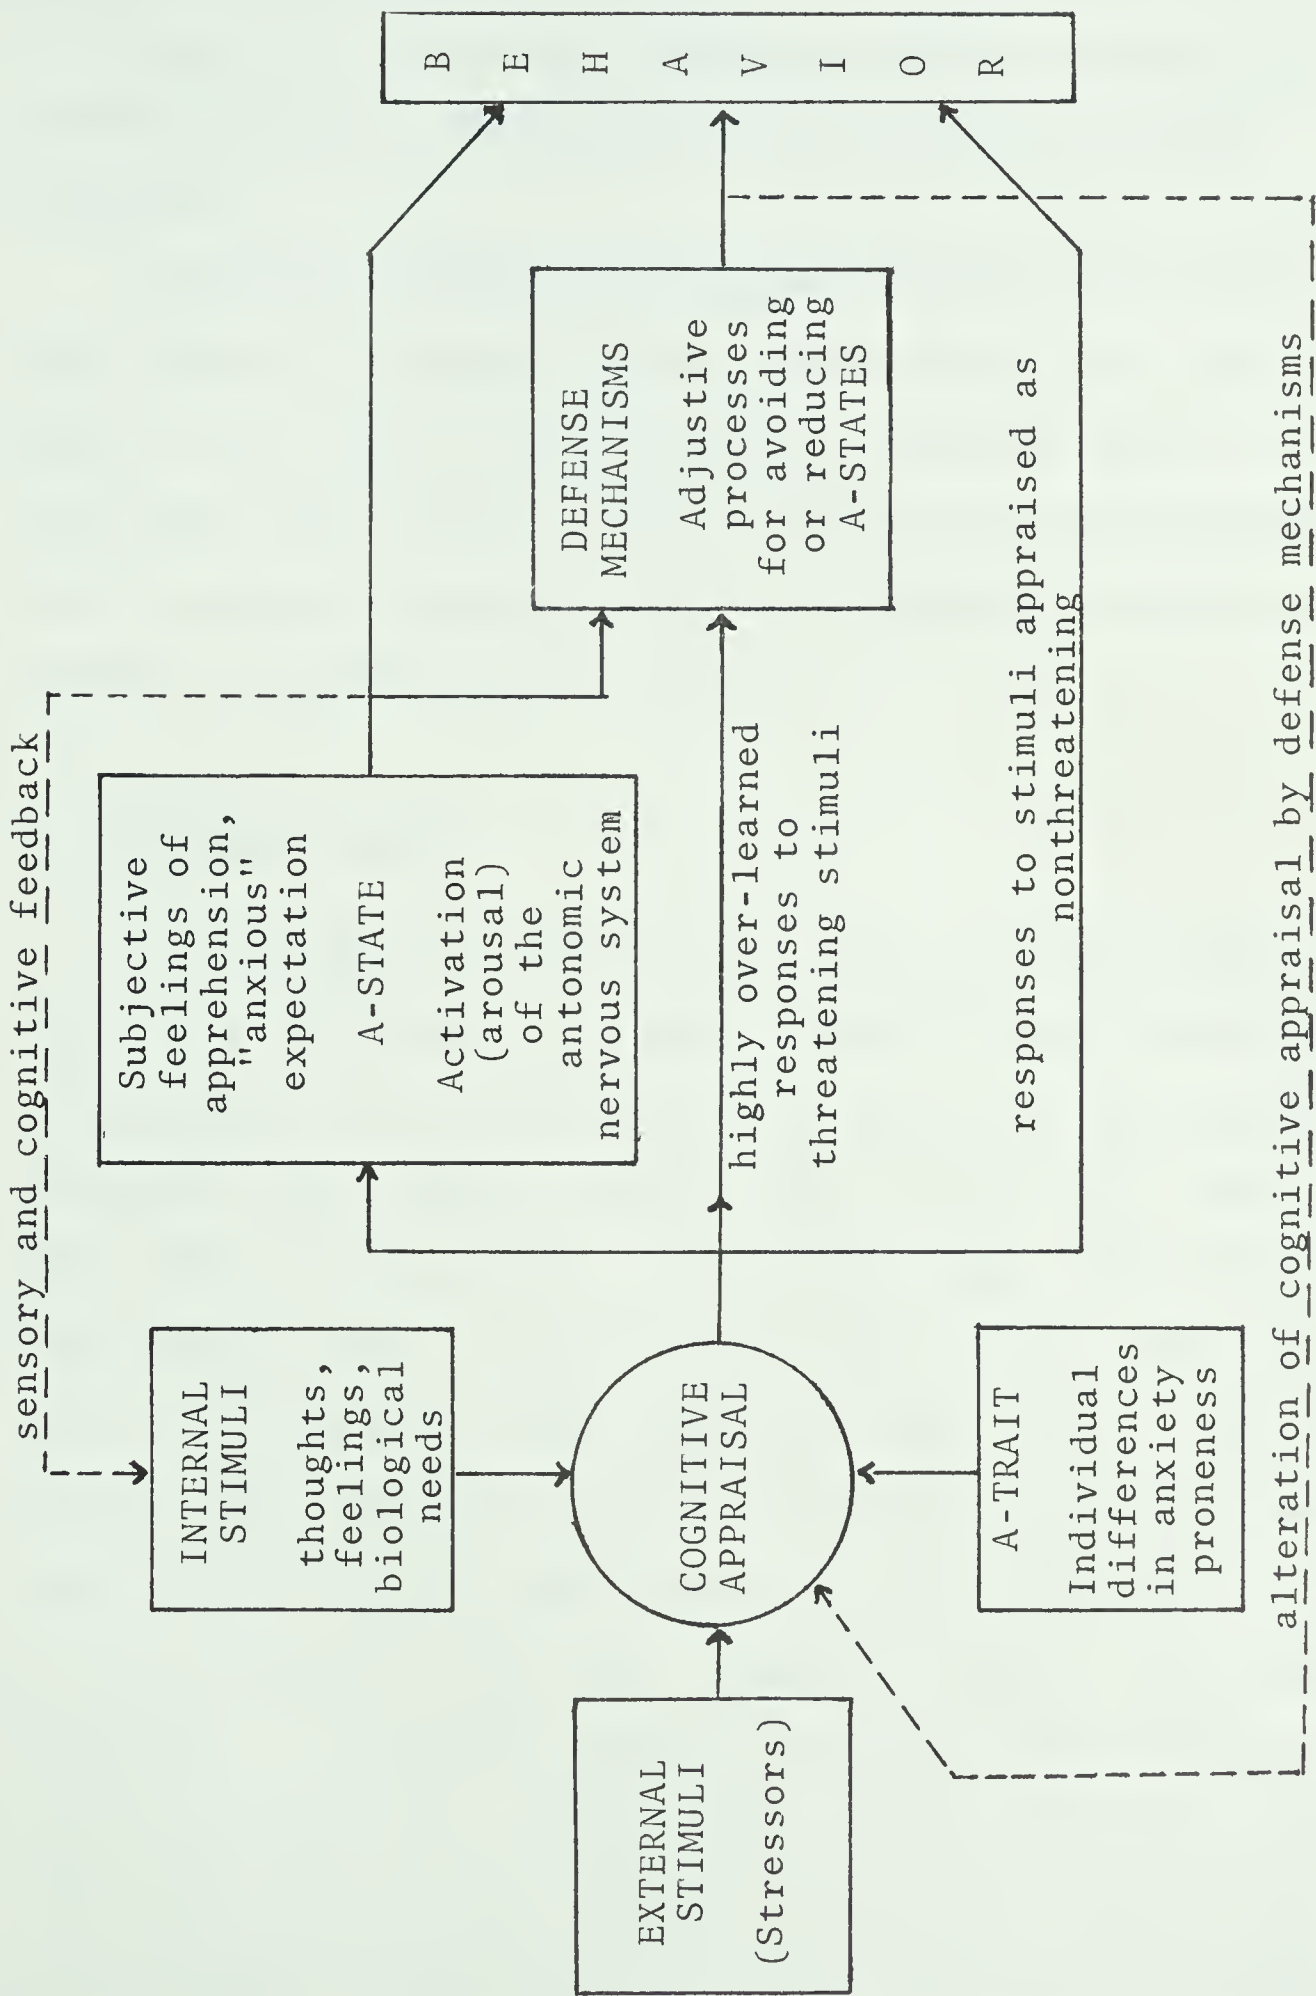 sensory and cognitive feedback
INTERNAL
STIMULI
thoughts,
feelings,
biological
needs
Subjective
feelings of
apprehension,
"anxious"
expectation
A-STATE
Activation
(arousal)
of the
antonomic
nervous system
EXTERNAL
STIMULI
(Stressors)
COGNITIVE
APPRAISAL
highly over-learned
responses to
threatening stimuli
DEFENSE
MECHANISMS
Adjustive
processes
for avoiding
or reducing
A-STATES
BEHAVIOR
A-TRAIT
Individual
differences
in anxiety
proneness
responses to stimuli appraised as
nonthreatening
alteration of cognitive appraisal by defense mechanisms